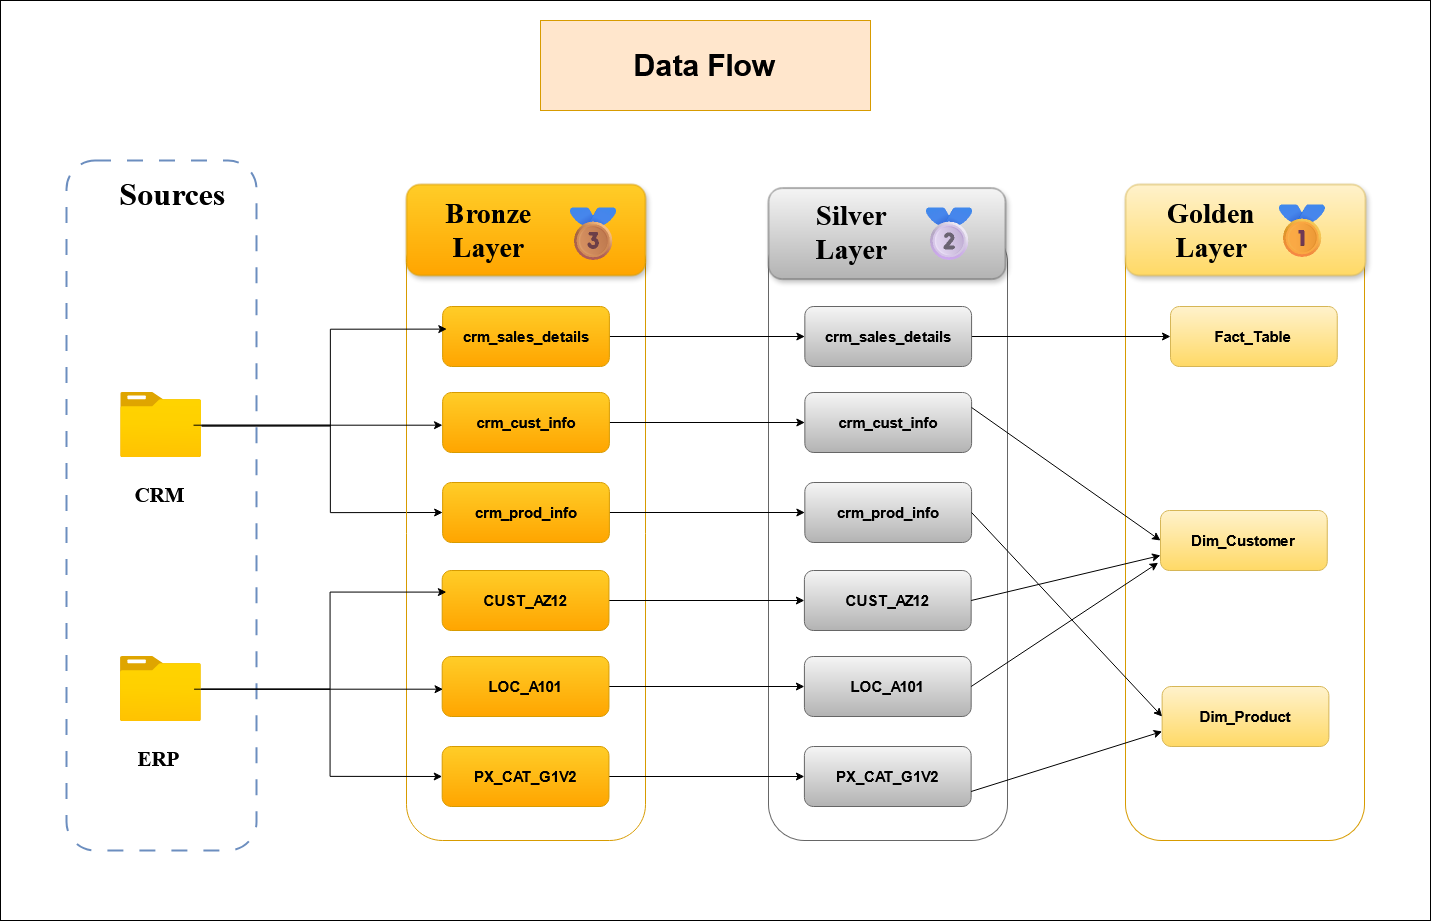 Data Flow
Sources
CRM
ERP
Bronze
Layer
3
crm_sales_details
crm_cust_info
crm_prod_info
CUST_AZ12
LOC_A101
PX_CAT_G1V2
Silver
Layer
2
crm_sales_details
crm_cust_info
crm_prod_info
CUST_AZ12
LOC_A101
PX_CAT_G1V2
Golden
Layer
1
Fact_Table
Dim_Customer
Dim_Product